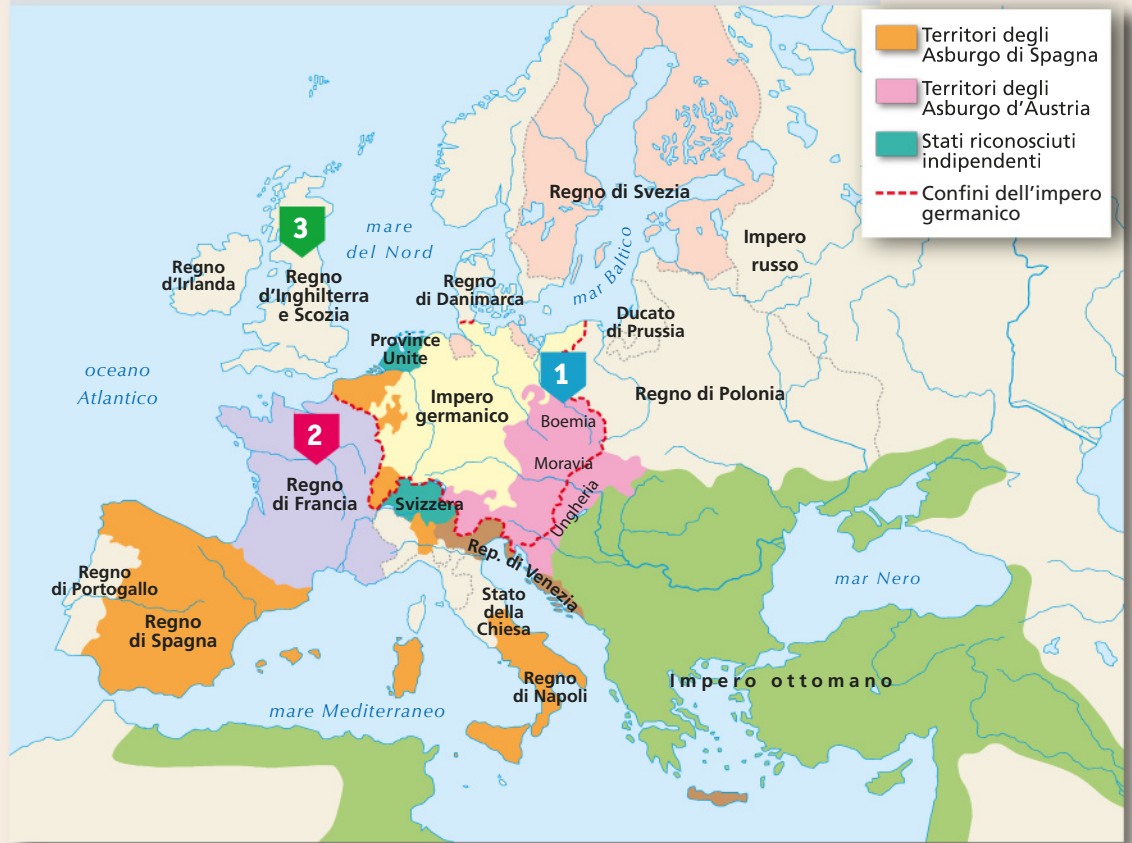 Territori degli
Asburgo di Spagna
Territori degli
Asburgo d'Austria
Stati riconosciuti
indipendenti
Confini dell'impero
germanico
Regno di Svezia
3
mare
del Nord
Impero
russo
Regno
d'Irlanda
Regno
d'Inghilterra
e Scozia
Regno
di Danimarca
mar Baltico
Ducato
di Prussia
Province
Unite
oceano
Atlantico
1
Impero
germanico
Regno di Polonia
Boemia
2
Moravia
Regno
di Francia
Svizzera
Ungheria
Rep. di Venezia
Regno
di Portogallo
mar Nero
Stato
della
Chiesa
Regno
di Spagna
Regno
di Napoli
Impero ottomano
mare Mediterraneo